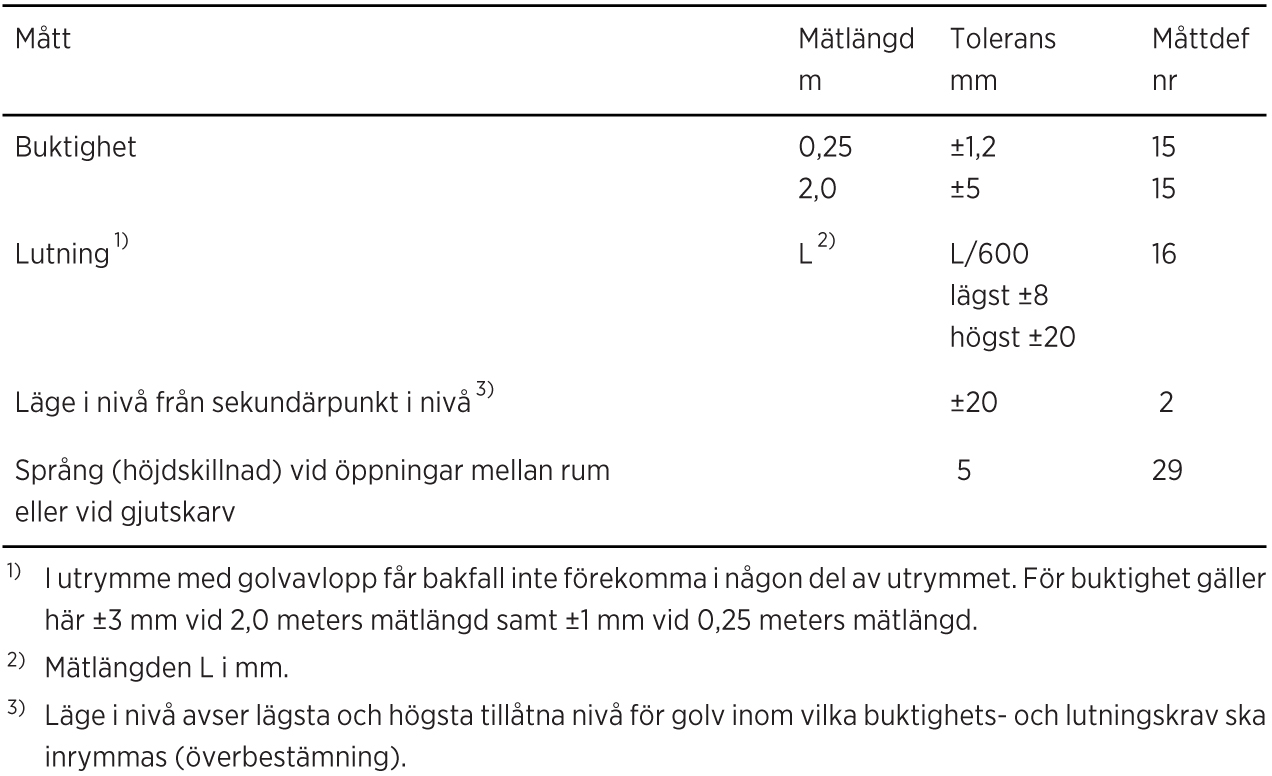 Mått Mätlängd Tolerans Måttdef
m mm nr
Buktighet 0,25 ±1,2 15
2,0 ±5 15
Lutning 1) L 2) L/600 16
lägst ±8
högst ±20
Läge i nivå från sekundärpunkt i nivå 3) ±20 2
Språng (höjdskillnad) vid öppningar mellan rum 5 29
eller vid gjutskarv
1) I utrymme med golvavlopp får bakfall inte förekomma i någon del av utrymmet. För buktighet gäller
här ±3 mm vid 2,0 meters mätlängd samt ±1 mm vid 0,25 meters mätlängd.
2) Mätlängden L i mm.
3) Läge i nivå avser lägsta och högsta tillåtna nivå för golv inom vilka buktighets- och lutningskrav ska
inrymmas (överbestämning).